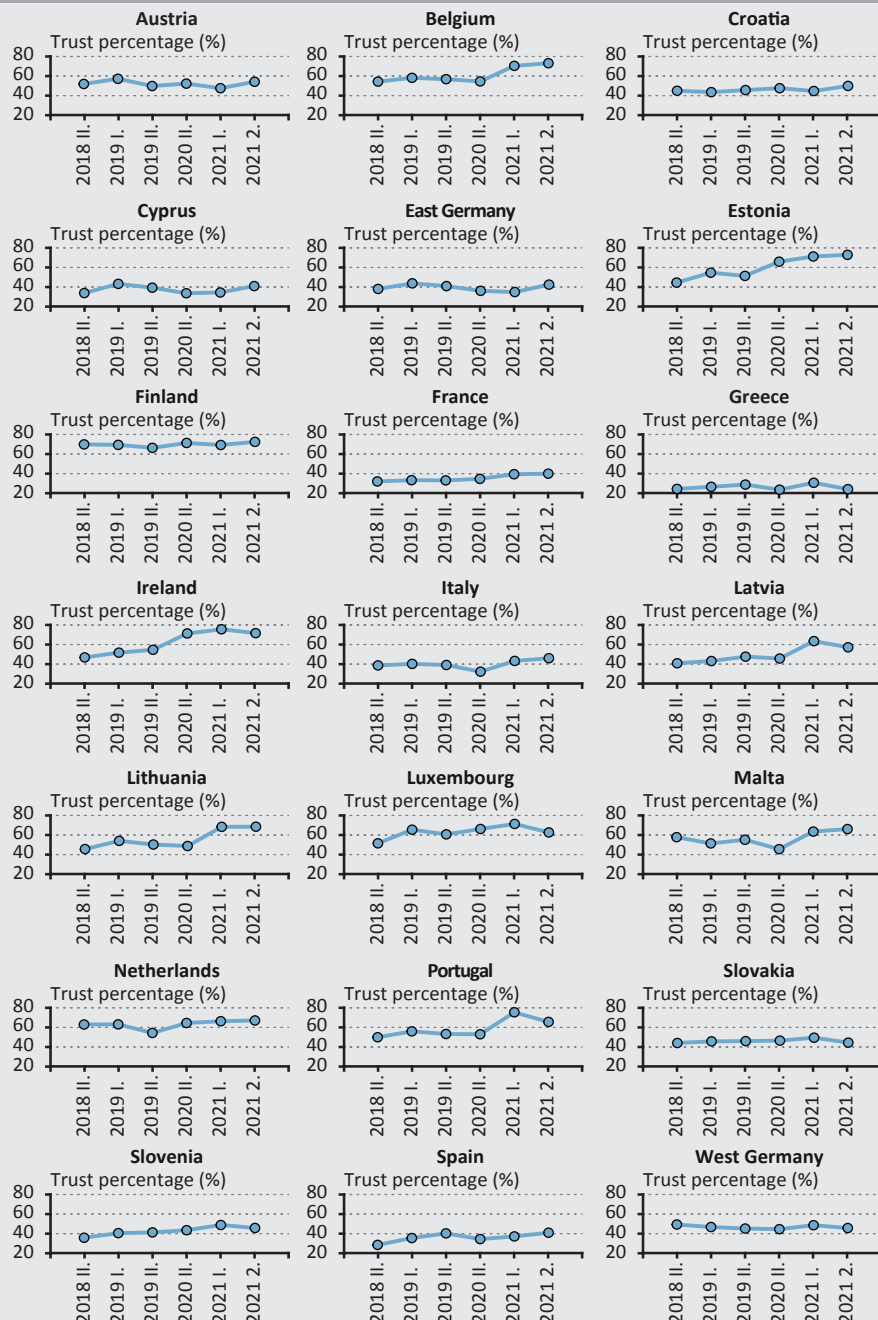 Austria
Trust percentage (%)
80
60
40
20
2018 II.
2019 I.
2019 II.
2020 II.
2021 I.
2021 2.
Belgium
Trust percentage (%)
80
60
40
20
2018 II.
2019 I.
2019 II.
2020 II.
2021 I.
2021 2.
Croatia
Trust percentage (%)
80
60
40
20
2018 II.
2019 I.
2019 II.
2020 II.
2021 I.
2021 2.
Cyprus
Trust percentage (%)
80
60
40
20
2018 II.
2019 I.
2019 II.
2020 II.
2021 I.
2021 2.
East Germany
Trust percentage (%)
80
60
40
20
2018 II.
2019 I.
2019 II.
2020 II.
2021 I.
2021 2.
Estonia
Trust percentage (%)
80
60
40
20
2018 II.
2019 I.
2019 II.
2020 II.
2021 I.
2021 2.
Finland
Trust percentage (%)
80
60
40
20
2018 II.
2019 I.
2019 II.
2020 II.
2021 I.
2021 2.
France
Trust percentage (%)
80
60
40
20
2018 II.
2019 I.
2019 II.
2020 II.
2021 I.
2021 2.
Greece
Trust percentage (%)
80
60
40
20
2018 II.
2019 I.
2019 II.
2020 II.
2021 I.
2021 2.
Ireland
Trust percentage (%)
80
60
40
20
2018 II.
2019 I.
2019 II.
2020 II.
2021 I.
2021 2.
Italy
Trust percentage (%)
80
60
40
20
2018 II.
2019 I.
2019 II.
2020 II.
2021 I.
2021 2.
Latvia
Trust percentage (%)
80
60
40
20
2018 II.
2019 I.
2019 II.
2020 II.
2021 I.
2021 2.
Lithuania
Trust percentage (%)
80
60
40
20
2018 II.
2019 I.
2019 II.
2020 II.
2021 I.
2021 2.
Luxembourg
Trust percentage (%)
80
60
40
20
2018 II.
2019 I.
2019 II.
2020 II.
2021 I.
2021 2.
Malta
Trust percentage (%)
80
60
40
20
2018 II.
2019 I.
2019 II.
2020 II.
2021 I.
2021 2.
Netherlands
Trust percentage (%)
80
60
40
20
2018 II.
2019 I.
2019 II.
2020 II.
2021 I.
2021 2.
Portugal
Trust percentage (%)
80
60
40
20
2018 II.
2019 I.
2019 II.
2020 II.
2021 I.
2021 2.
Slovakia
Trust percentage (%)
80
60
40
20
2018 II.
2019 I.
2019 II.
2020 II.
2021 I.
2021 2.
Slovenia
Trust percentage (%)
80
60
40
20
2018 II.
2019 I.
2019 II.
2020 II.
2021 I.
2021 2.
Spain
Trust percentage (%)
80
60
40
20
2018 II.
2019 I.
2019 II.
2020 II.
2021 I.
2021 2.
West Germany
Trust percentage (%)
80
60
40
20
2018 II.
2019 I.
2019 II.
2020 II.
2021 I.
2021 2.